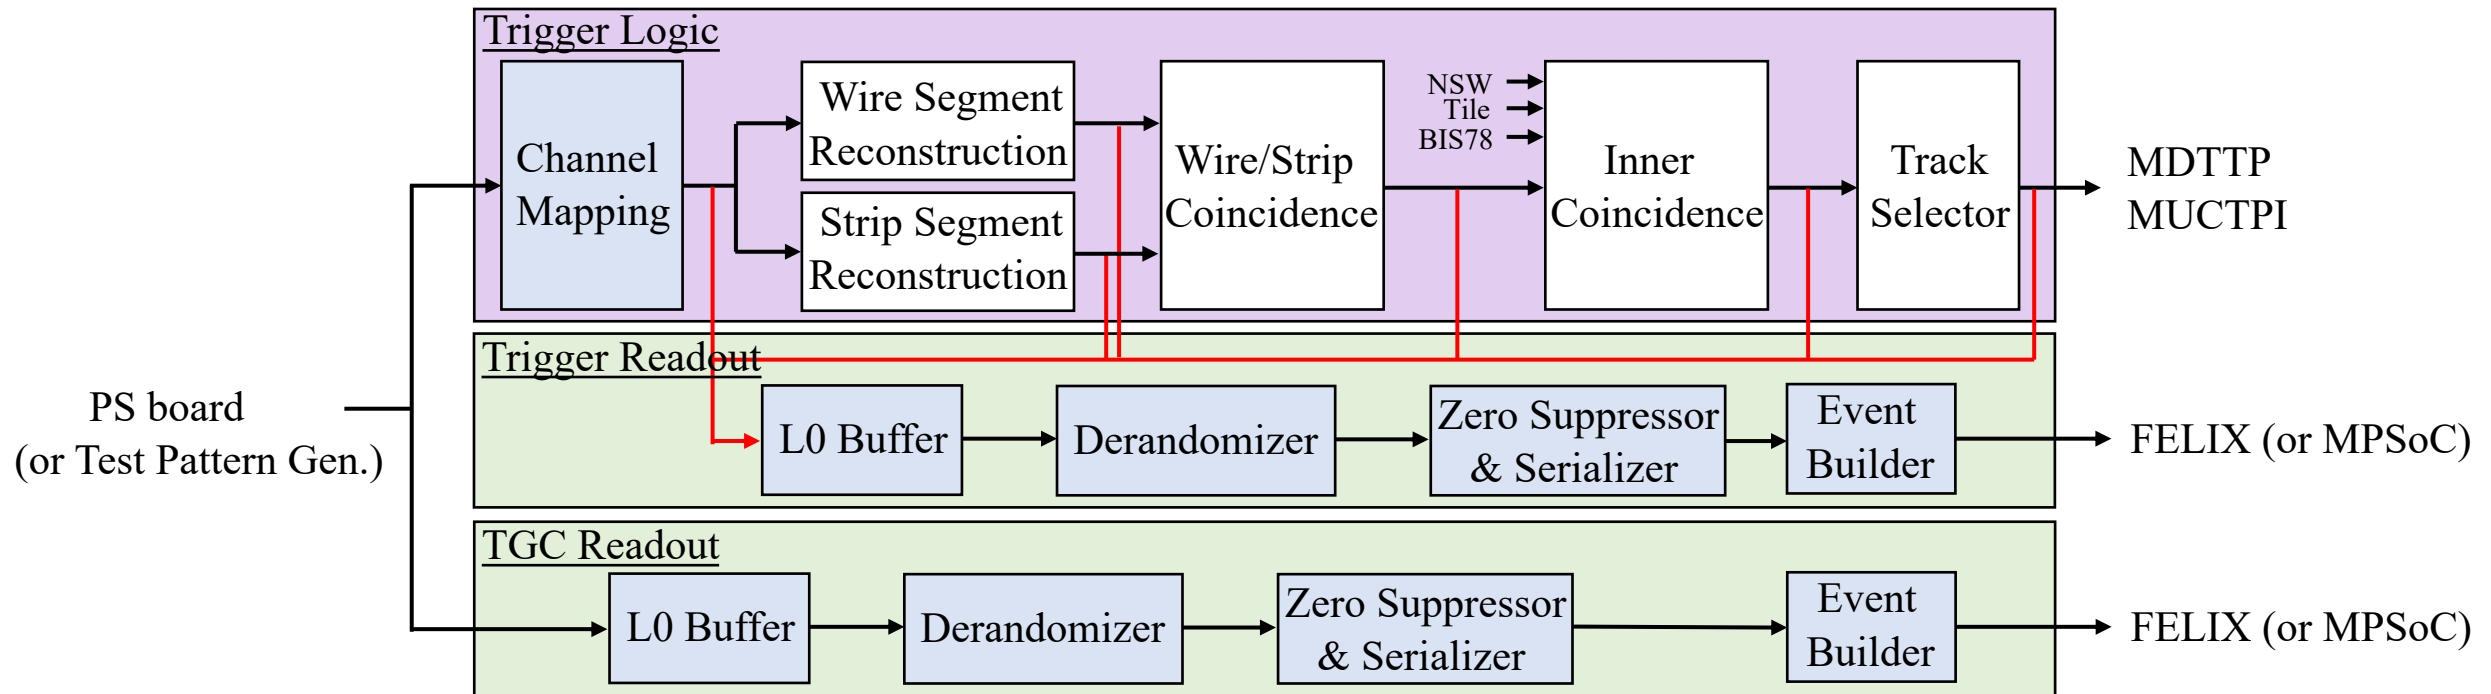 Trigger Logic
Channel
Mapping
Wire Segment
Reconstruction
Strip Segment
Reconstruction
Wire/Strip
Coincidence
NSW
Tile
BIS78
Inner
Coincidence
Track
Selector
MDTTP
MUCTPI
Trigger Readout
PS board
(or Test Pattern Gen.)
L0 Buffer
Derandomizer
Zero Suppressor
& Serializer
Event
Builder
FELIX (or MPSoC)
TGC Readout
L0 Buffer
Derandomizer
Zero Suppressor
& Serializer
Event
Builder
FELIX (or MPSoC)